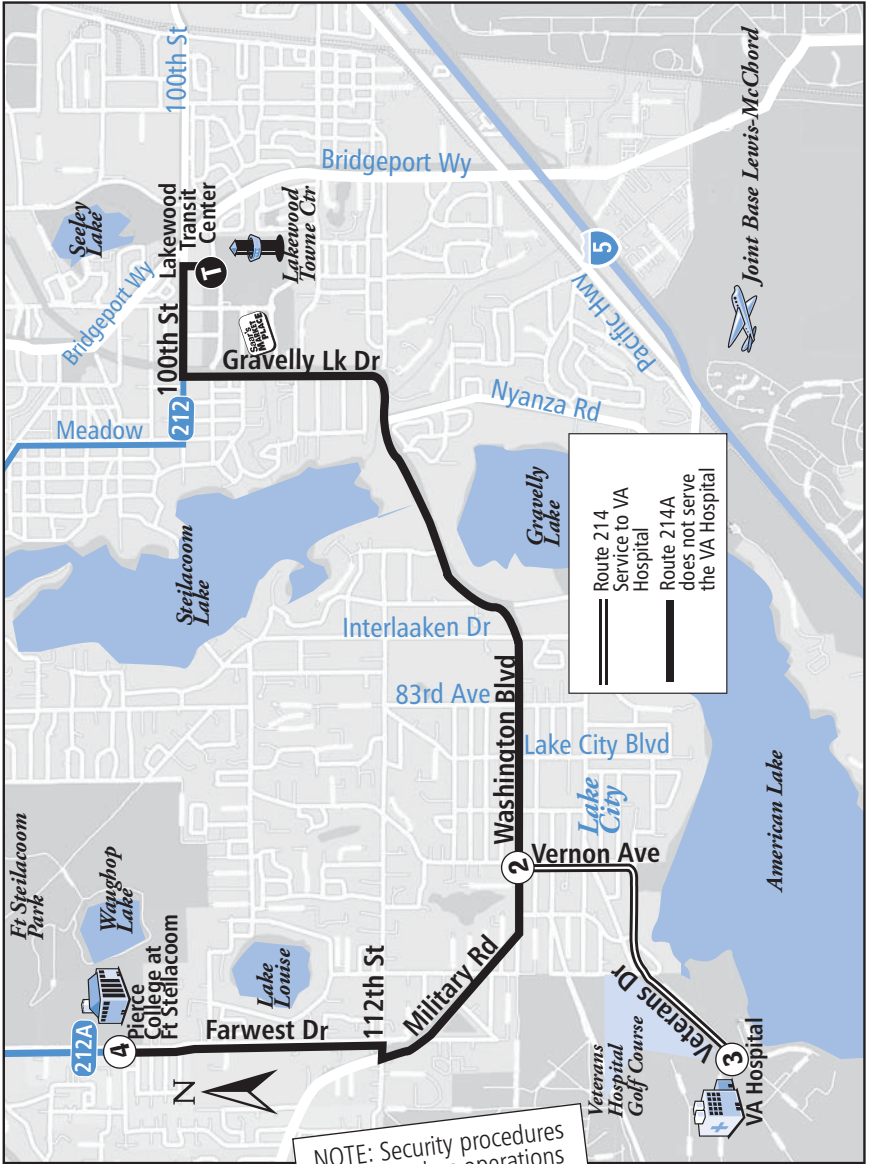 100th St
Seeley
Lake
Bridgeport Wy
Lakewood
Transit
Center
T
Lakewood
Towne Ctr
Bridgeport Wy
100th St
Saar's
MARKET
PLACE
Gravelly Lk Dr
212
Meadow
5
Pacific Hwy
Joint Base Lewis-McChord
Nyanza Rd
Steilacoom
Lake
Gravelly
Lake
Interlaaken Dr
83rd Ave
Washington Blvd
Lake City Blvd
Lake
City
Route 214
Service to VA
Hospital
Route 214A
does not serve
the VA Hospital
2
Vernon Ave
American Lake
Ft Steilacoom
Park
Waughop
Lake
Pierce
College at
Ft Steilacoom
212A
4
Lake
Louise
Farwest Dr
112th St
Military Rd
Veterans Dr
Veterans
Hospital
Golf Course
3
VA Hospital
N
NOTE: Security procedures
operations